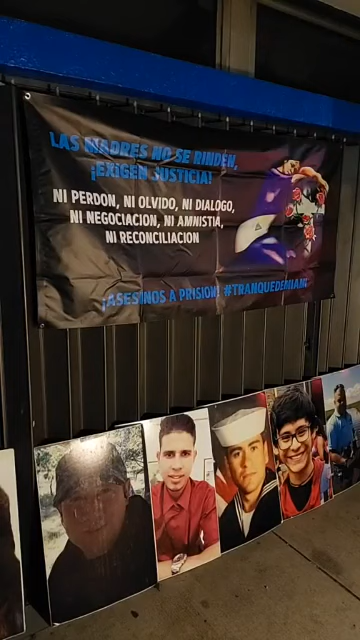 LAS MADRES NO SE RINDEN,
¡EXIGEN JUSTICIA!
NI PERDON, NI OLVIDO, NI DIALOGO,
NI NEGOCIACION, NI AMNISTIA,
NI RECONCILIACION
¡ASESINOS A PRISION! #TRANQUEDEMIAMI